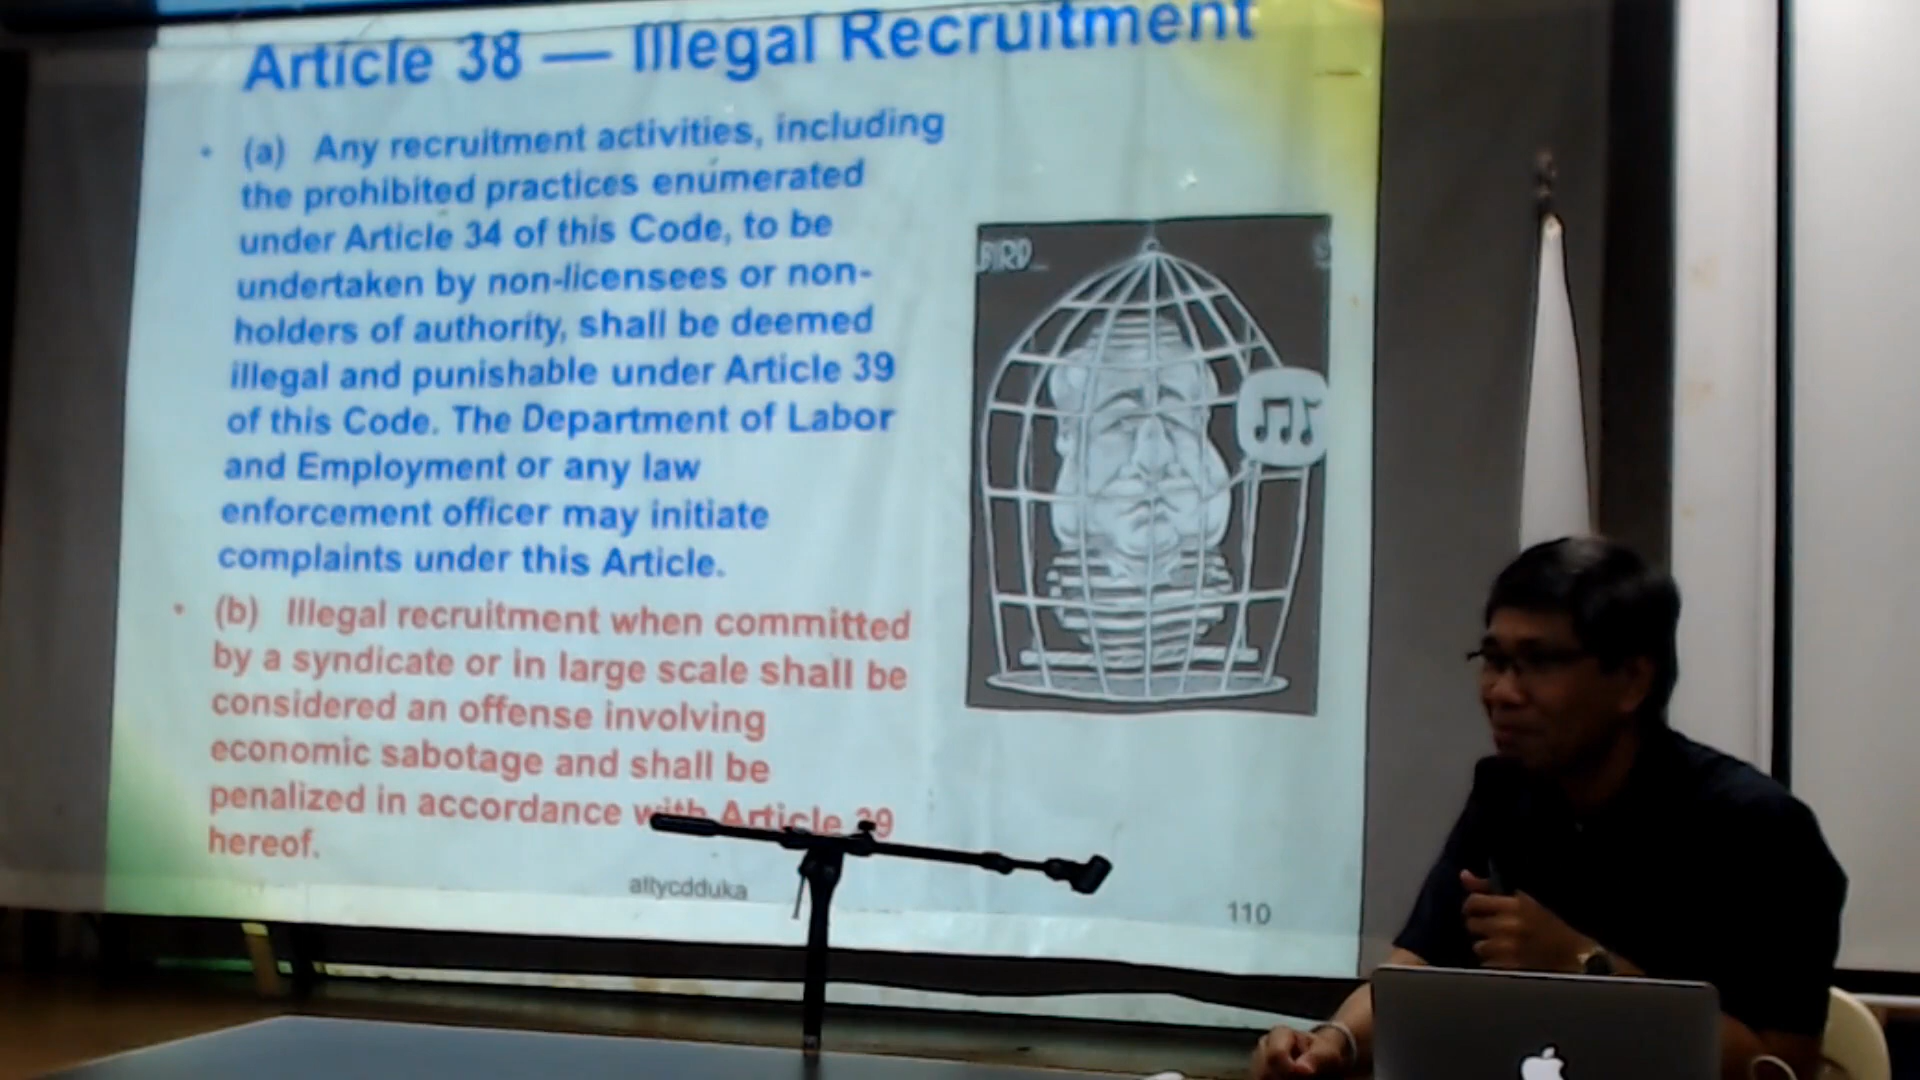 Article 38 — Illegal Recruitment
• (a) Any recruitment activities, including
the prohibited practices enumerated
under Article 34 of this Code, to be
undertaken by non-licensees or non-
holders of authority, shall be deemed
illegal and punishable under Article 39
of this Code. The Department of Labor
and Employment or any law
enforcement officer may initiate
complaints under this Article.
• (b) Illegal recruitment when committed
by a syndicate or in large scale shall be
considered an offense involving
economic sabotage and shall be
penalized in accordance with Article 39
hereof.
BIRD
attycdduka
110